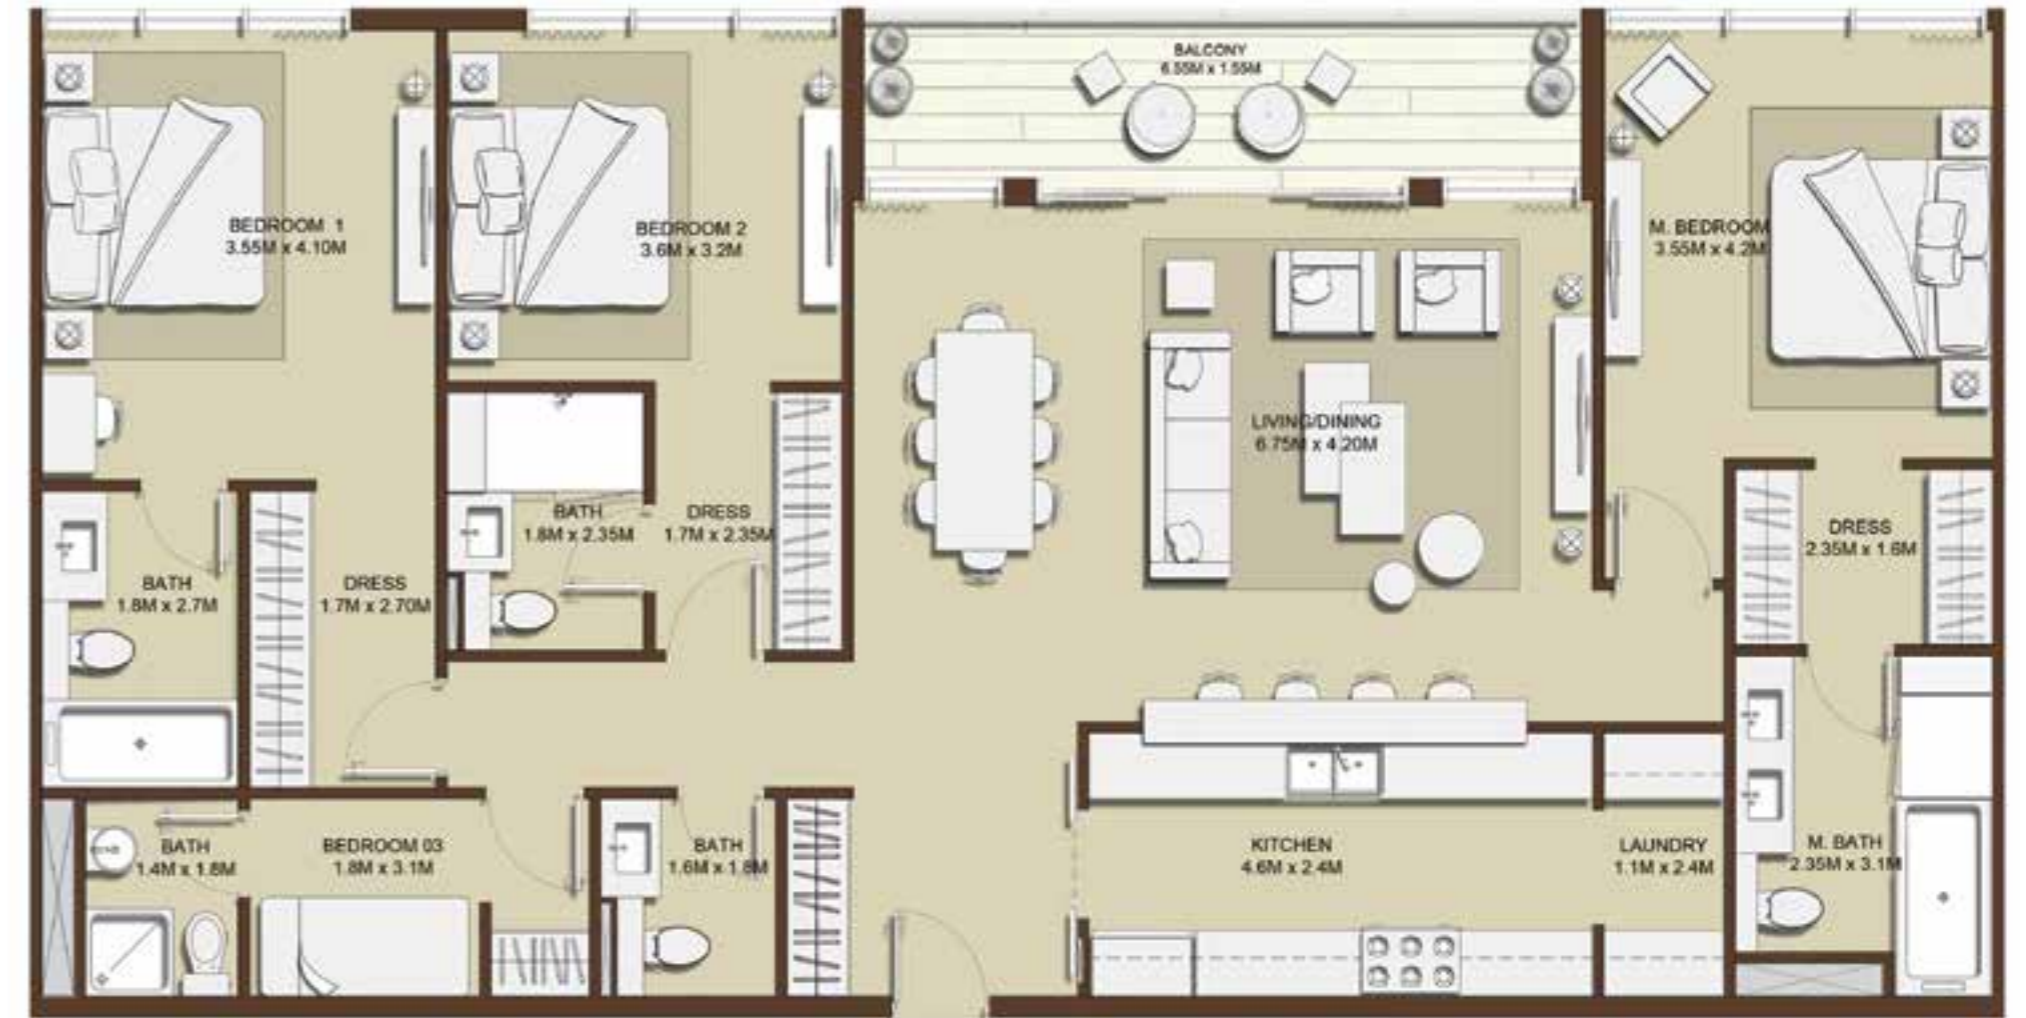 BALCONY
6.55M x 1.55M
BEDROOM 1
3.55M x 4.10M
BEDROOM 2
3.6M x 3.2M
M. BEDROOM
3.55M x 4.2M
LIVING/DINING
6.75M x 4.20M
BATH
1.8M x 2.35M
DRESS
1.7M x 2.35M
DRESS
2.35M x 1.6M
BATH
1.8M x 2.7M
DRESS
1.7M x 2.70M
BATH
1.4M x 1.8M
BEDROOM 03
1.8M x 3.1M
BATH
1.6M x 1.8M
KITCHEN
4.6M x 2.4M
LAUNDRY
1.1M x 2.4M
M. BATH
2.35M x 3.1M